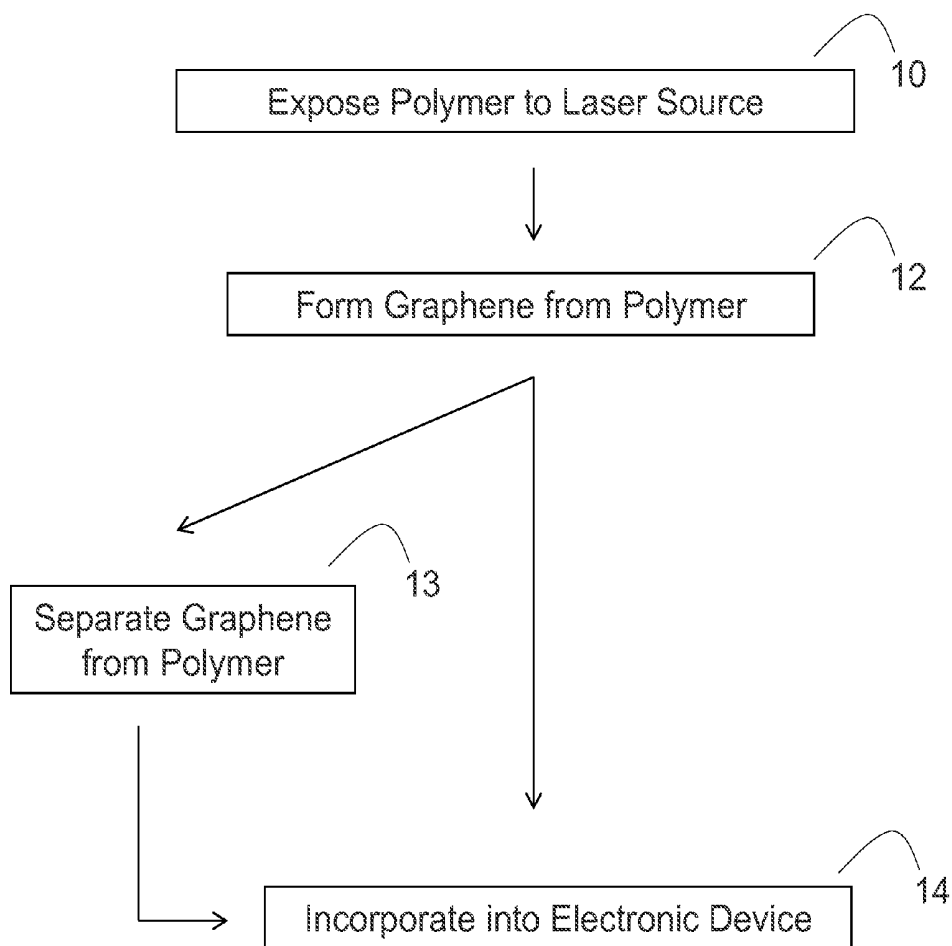 10
Expose Polymer to Laser Source
12
Form Graphene from Polymer
13
Separate Graphene
from Polymer
14
Incorporate into Electronic Device